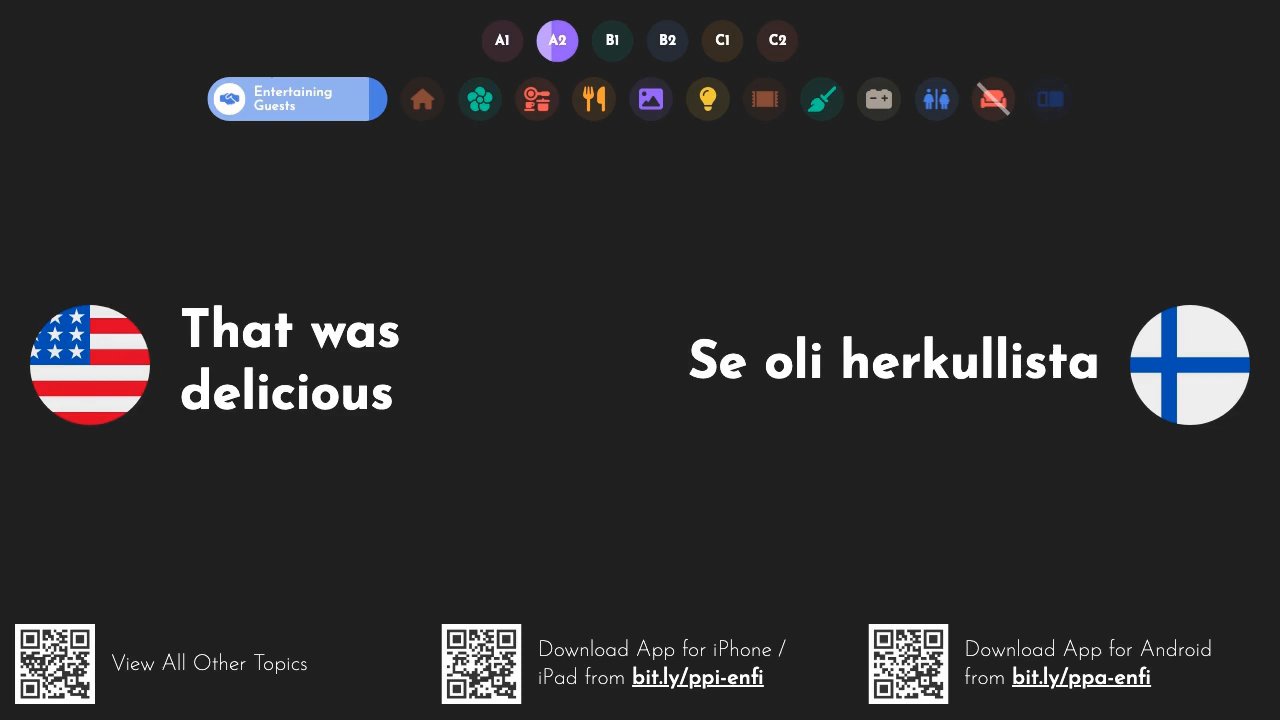 A1 A2 B1 B2 C1 C2
Entertaining
Guests
That was
delicious
Se oli herkullista
View All Other Topics
Download App for iPhone /
iPad from bit.ly/ppi-enfi
Download App for Android
from bit.ly/ppa-enfi